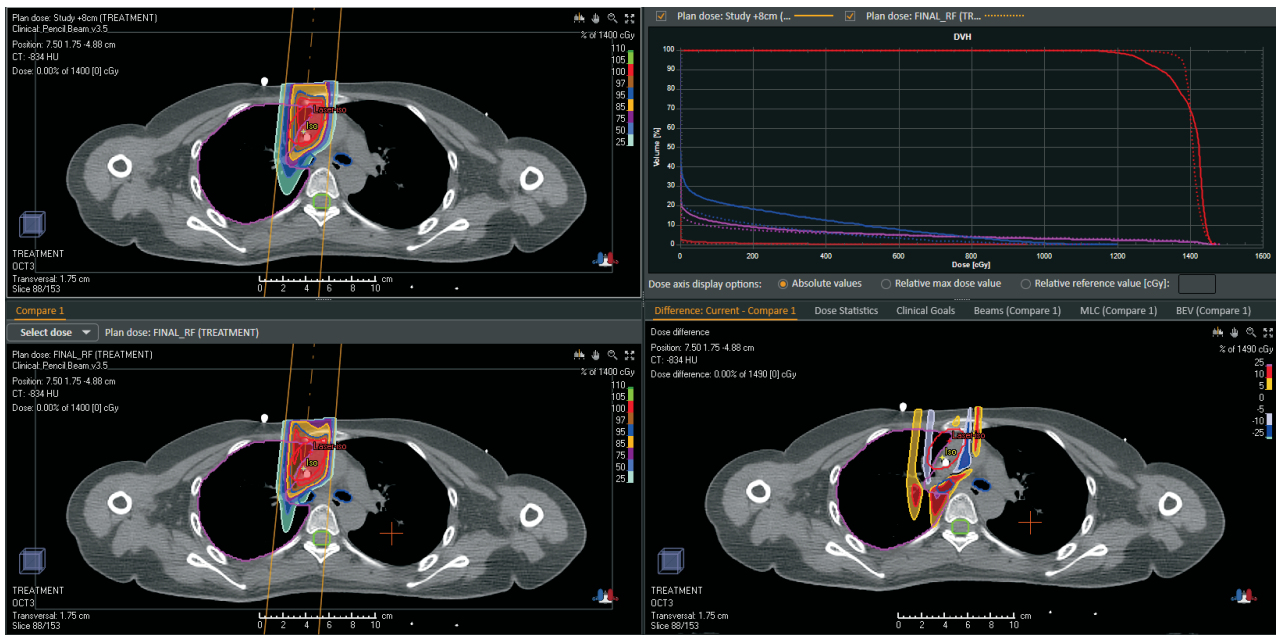 Plan dose: Study +8cm (TREATMENT)
Clinical: Pencil Beam v3.5
Position: 7.50 1.75 -4.88 cm
CT: -834 HU
Dose: 0.00% of 1400 [0] cGy
% of 1400 cGy
110
105
100
97
95
85
75
50
25
Laser-iso
Iso
TREATMENT
OCT3
Transversal: 1.75 cm
Slice 88/153
0 2 4 6 8 10 cm
Plan dose: Study +8cm (...
Plan dose: FINAL_RF (TR...
DVH
Volume [%]
100
90
80
70
60
50
40
30
20
10
0
0 200 400 600 800 1000 1200 1400 1600
Dose [cGy]
Dose axis display options: Absolute values Relative max dose value Relative reference value [cGy]:
Compare 1
Select dose Plan dose: FINAL_RF (TREATMENT)
Plan dose: FINAL_RF (TREATMENT)
Clinical: Pencil Beam v3.5
Position: 7.50 1.75 -4.88 cm
CT: -834 HU
Dose: 0.00% of 1400 [0] cGy
% of 1400 cGy
110
105
100
97
95
85
75
50
25
Laser-iso
Iso
TREATMENT
OCT3
Transversal: 1.75 cm
Slice 88/153
0 2 4 6 8 10 cm
Difference: Current - Compare 1 Dose Statistics Clinical Goals Beams (Compare 1) MLC (Compare 1) BEV (Compare 1)
Dose difference
Position: 7.50 1.75 -4.88 cm
CT: -834 HU
Dose difference: 0.00% of 1490 [0] cGy
% of 1490 cGy
25
10
5
0
-5
-10
-25
Laser-iso
Iso
TREATMENT
OCT3
Transversal: 1.75 cm
Slice 88/153
0 2 4 6 8 10 cm